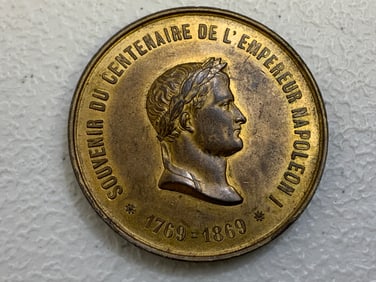 SOUVENIR DU CENTENAIRE DE L'EMPEREUR NAPOLEON I
* 1769-1869 *